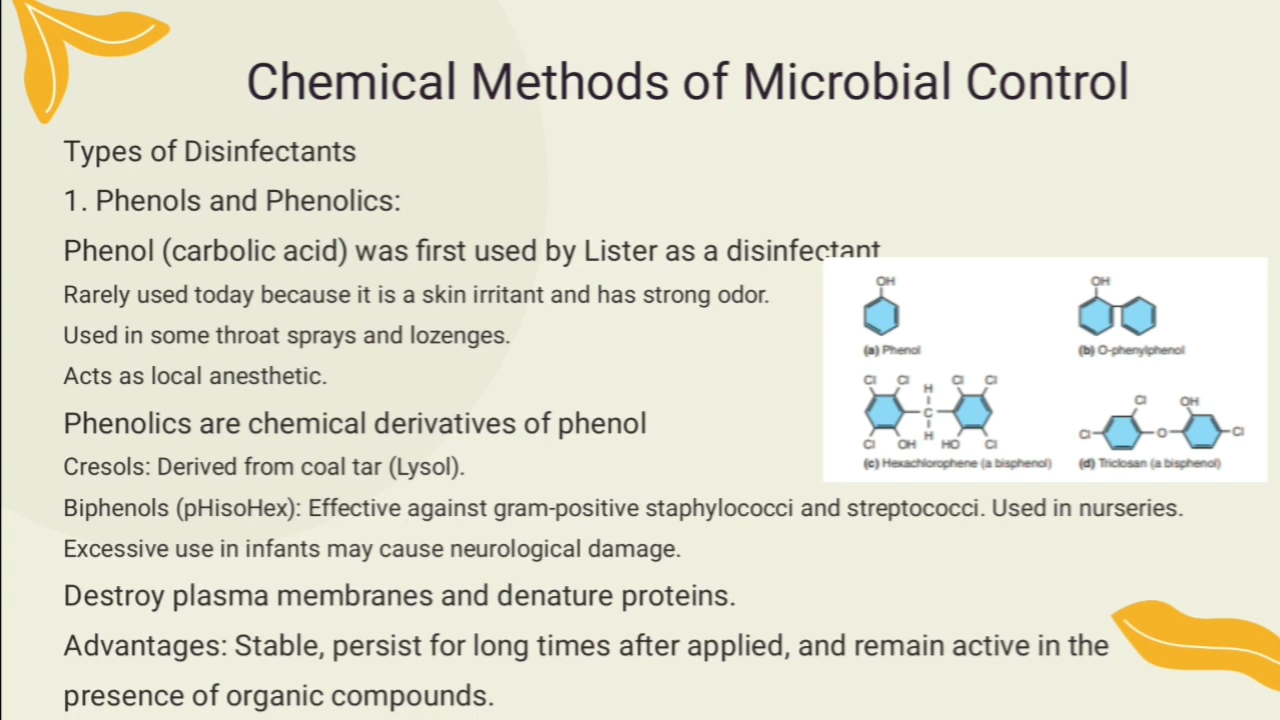 Chemical Methods of Microbial Control
Types of Disinfectants
1. Phenols and Phenolics:
Phenol (carbolic acid) was first used by Lister as a disinfectant
Rarely used today because it is a skin irritant and has strong odor.
Used in some throat sprays and lozenges.
Acts as local anesthetic.
Phenolics are chemical derivatives of phenol
Cresols: Derived from coal tar (Lysol).
Biphenols (pHisoHex): Effective against gram-positive staphylococci and streptococci. Used in nurseries.
Excessive use in infants may cause neurological damage.
Destroy plasma membranes and denature proteins.
Advantages: Stable, persist for long times after applied, and remain active in the
presence of organic compounds.
OH
(a) Phenol
OH
(b) O-phenylphenol
Cl Cl H Cl Cl
C
Cl OH H HO Cl
(c) Hexachlorophene (a bisphenol)
Cl OH
Cl O Cl
(d) Triclosan (a bisphenol)